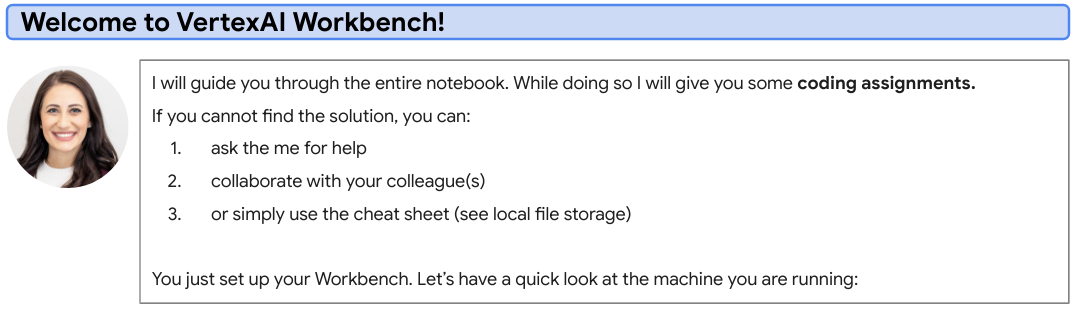 Welcome to VertexAI Workbench!
I will guide you through the entire notebook. While doing so I will give you some coding assignments.
If you cannot find the solution, you can:
1. ask the me for help
2. collaborate with your colleague(s)
3. or simply use the cheat sheet (see local file storage)
You just set up your Workbench. Let’s have a quick look at the machine you are running: